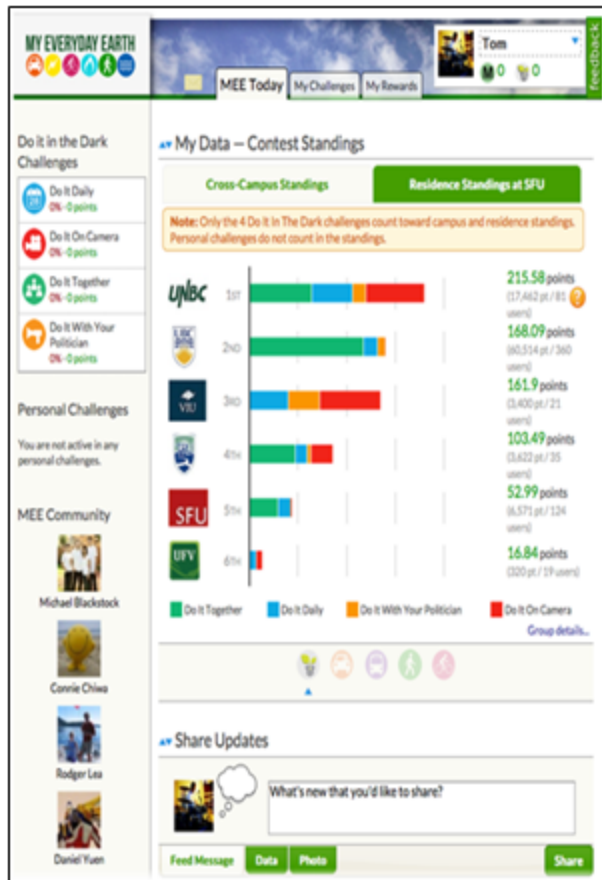 MY EVERYDAY EARTH
MEE Today
My Challenges
My Rewards
Tom
0
0
feedback
Do it in the Dark
Challenges
Do It Daily
0% - 0 points
Do It On Camera
0% - 0 points
Do It Together
0% - 0 points
Do It With Your
Politician
0% - 0 points
Personal Challenges
You are not active in any
personal challenges.
MEE Community
Michael Blackstock
Connie Chiwa
Rodger Lea
Daniel Yuen
My Data — Contest Standings
Cross-Campus Standings
Residence Standings at SFU
Note: Only the 4 Do It In The Dark challenges count toward campus and residence standings.
Personal challenges do not count in the standings.
UNBC
1ST
215.58 points
(17,462 pt / 81
users)
?
2ND
168.09 points
(60,514 pt / 360
users)
VIU
3RD
161.9 points
(3,400 pt / 21
users)
4TH
103.49 points
(3,622 pt / 35
users)
SFU
5TH
52.99 points
(6,571 pt / 124
users)
UFV
6TH
16.84 points
(320 pt / 19 users)
Do It Together
Do It Daily
Do It With Your Politician
Do It On Camera
Group details...
Share Updates
What's new that you'd like to share?
Feed Message
Data
Photo
Share